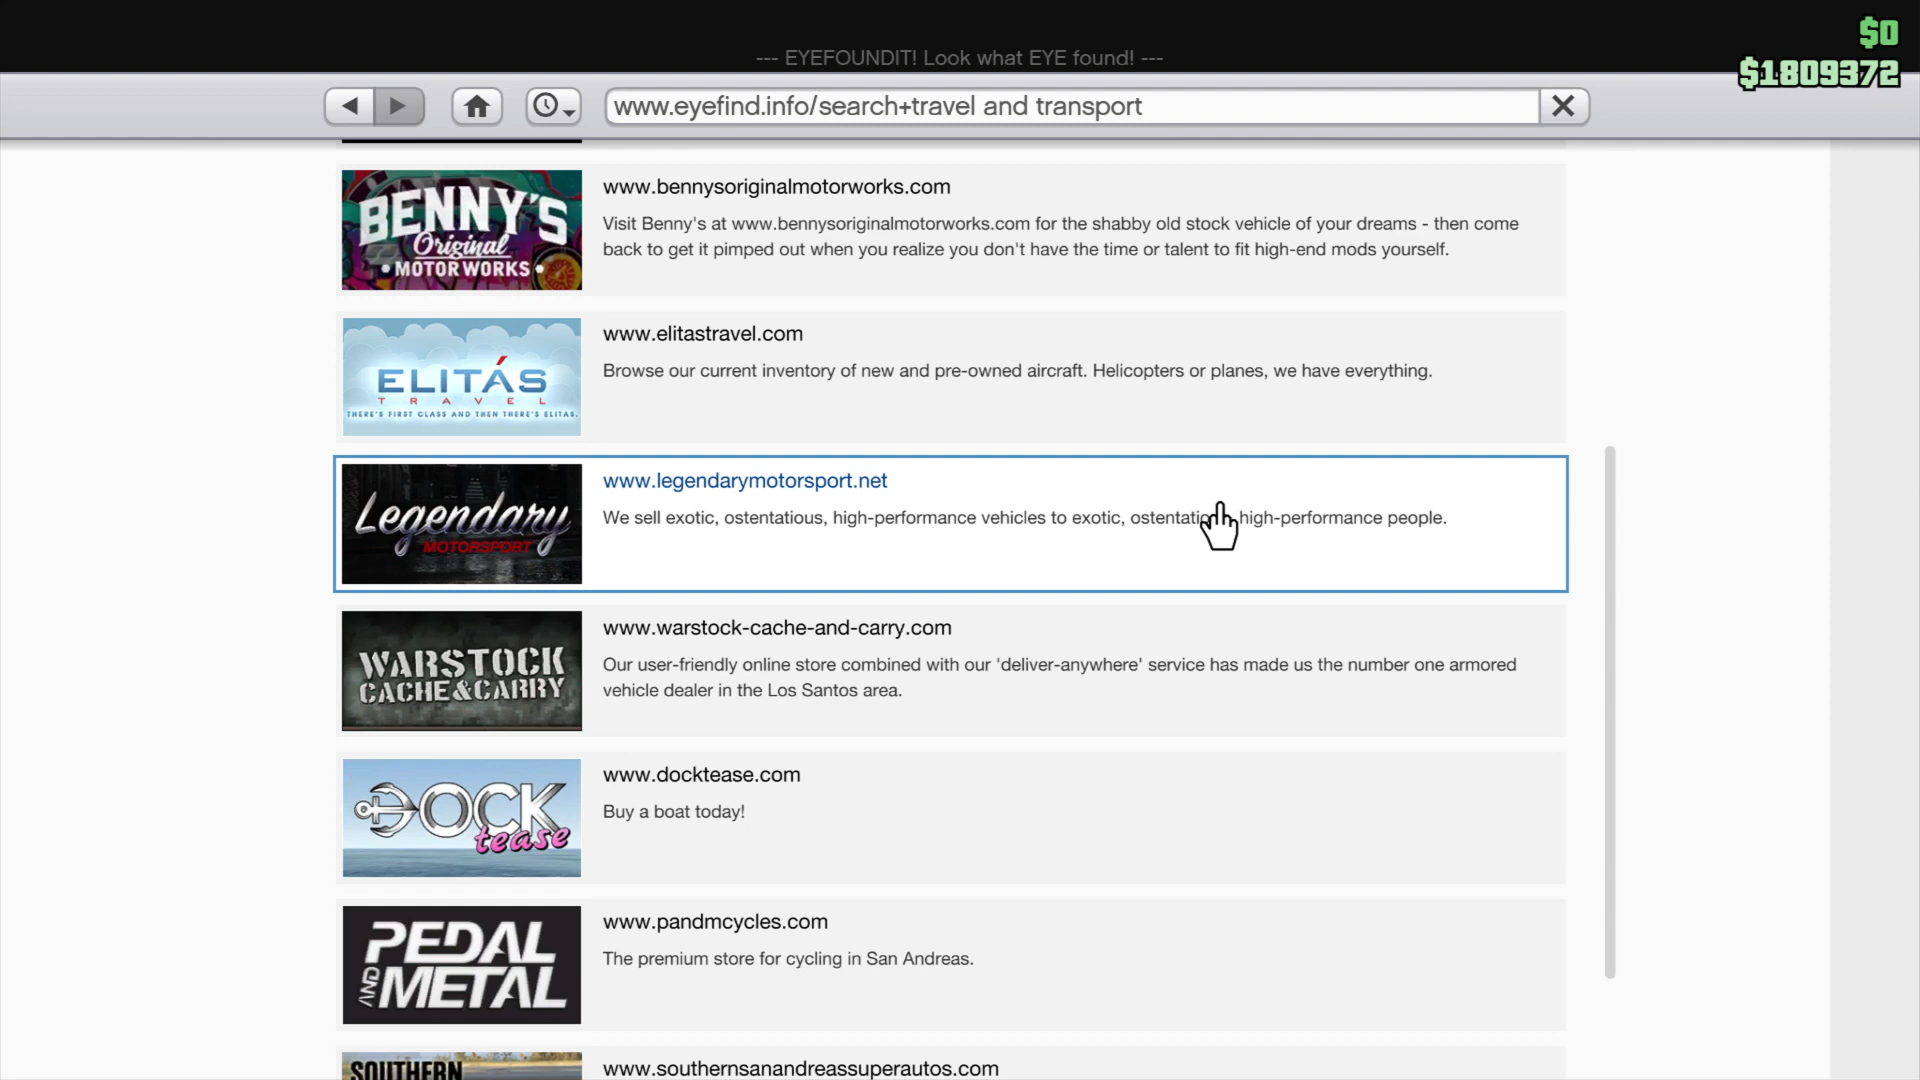 $0
--- EYEFOUNDIT! Look what EYE found! ---
$1809372
www.eyefind.info/search+travel and transport
BENNY'S
Original
• MOTOR WORKS •
www.bennysoriginalmotorworks.com
Visit Benny's at www.bennysoriginalmotorworks.com for the shabby old stock vehicle of your dreams - then come
back to get it pimped out when you realize you don't have the time or talent to fit high-end mods yourself.
ELITÁS
TRAVEL
THERE'S FIRST CLASS AND THEN THERE'S ELITAS.
www.elitastravel.com
Browse our current inventory of new and pre-owned aircraft. Helicopters or planes, we have everything.
Legendary
MOTORSPORT
www.legendarymotorsport.net
We sell exotic, ostentatious, high-performance vehicles to exotic, high-performance people.
WARSTOCK
CACHE&CARRY
www.warstock-cache-and-carry.com
Our user-friendly online store combined with our 'deliver-anywhere' service has made us the number one armored
vehicle dealer in the Los Santos area.
DOCK
tease
www.docktease.com
Buy a boat today!
PEDAL
AND
METAL
www.pandmcycles.com
The premium store for cycling in San Andreas.
SOUTHERN
www.southernsanandreassuperautos.com